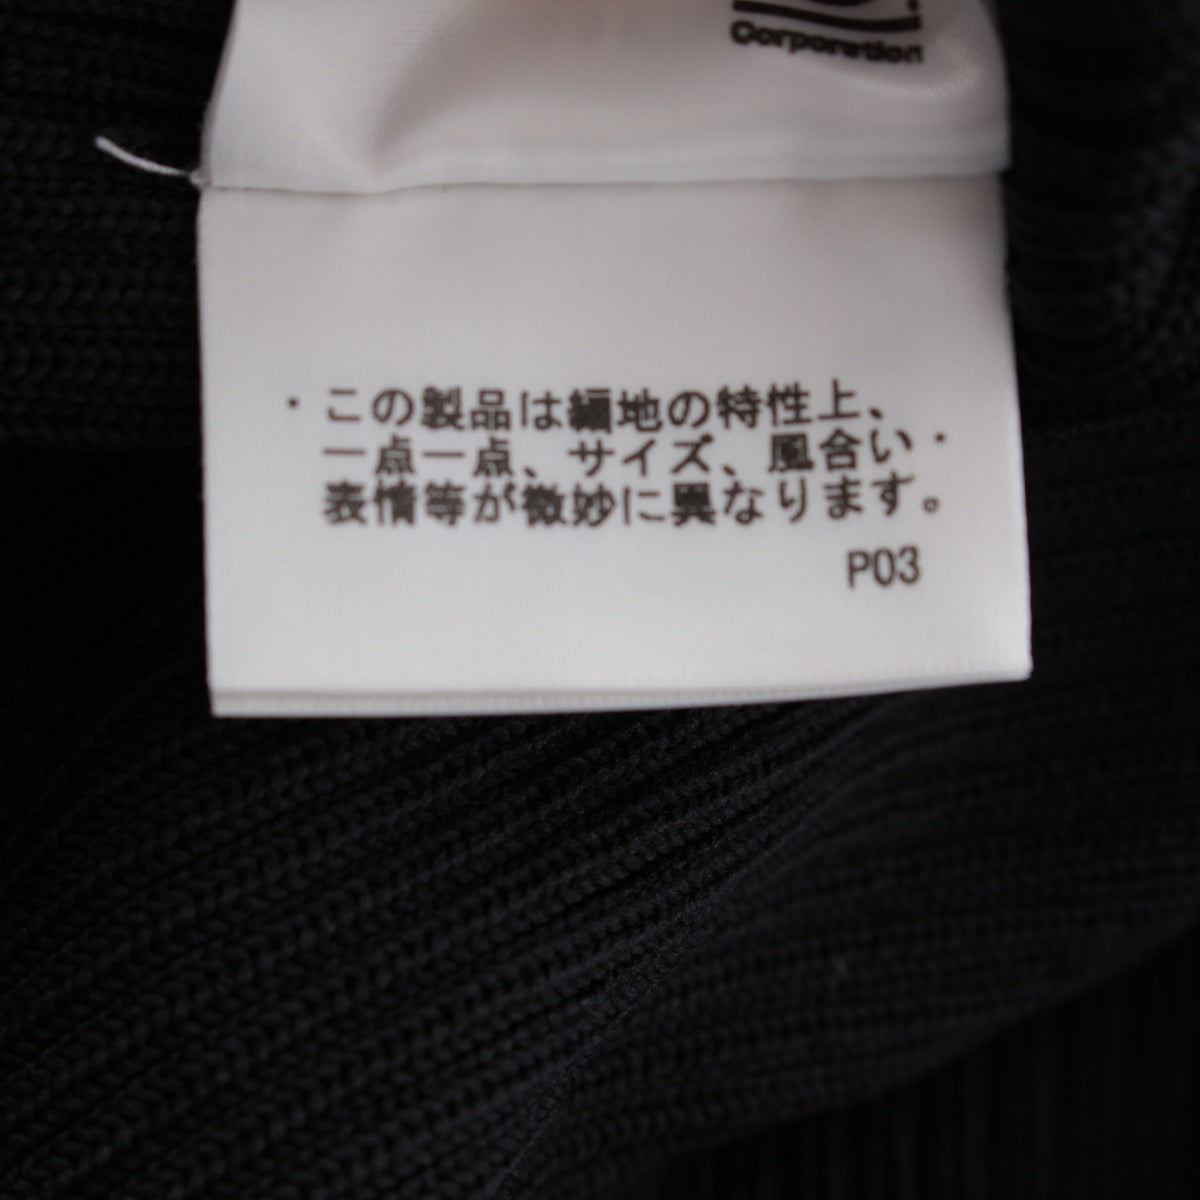 Corporation
・この製品は編地の特性上、
一点一点、サイズ、風合い・
表情等が微妙に異なります。
P03